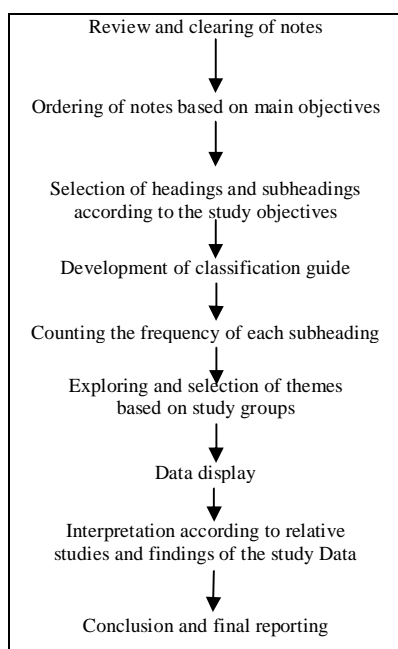 Review and clearing of notes
Ordering of notes based on main objectives
Selection of headings and subheadings
according to the study objectives
Development of classification guide
Counting the frequency of each subheading
Exploring and selection of themes
based on study groups
Data display
Interpretation according to relative
studies and findings of the study Data
Conclusion and final reporting